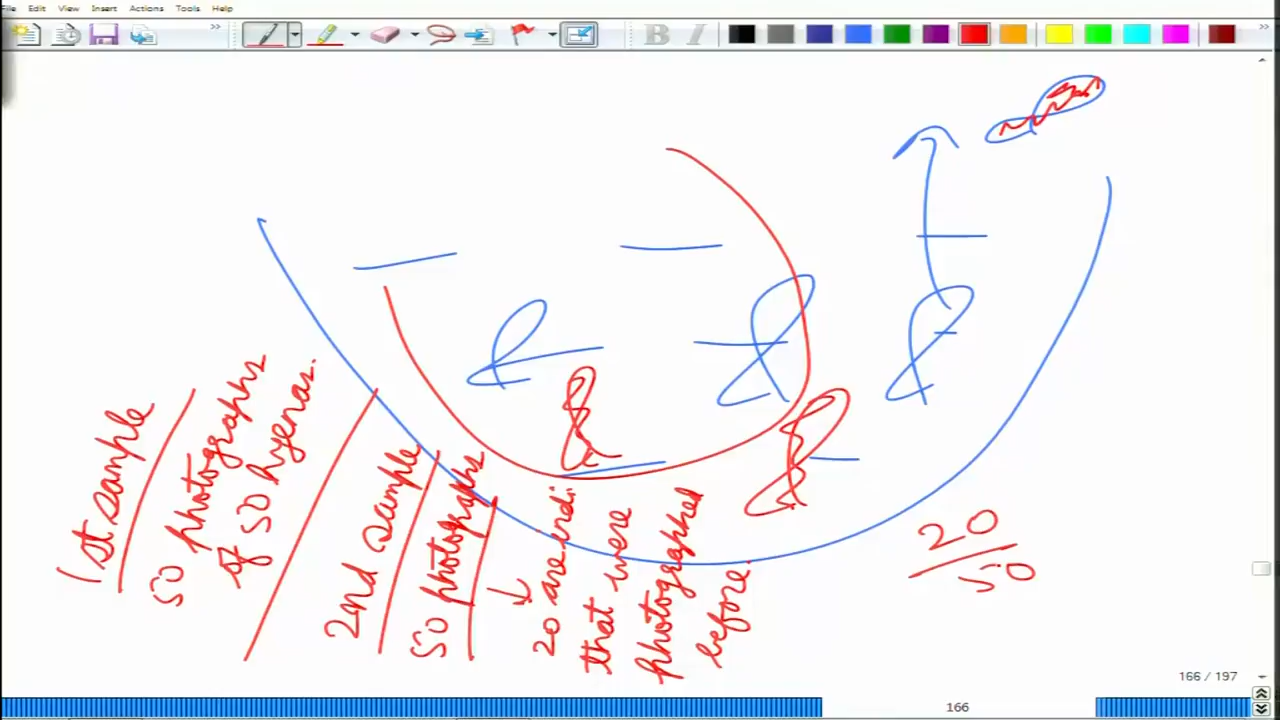 File Edit View Insert Actions Tools Help
B I
1st sample
50 photographs
of 50 hyenas.
2nd sample
50 photographs
↓
20 are indi.
that were
photographed
before.
20
50
166 / 197
166